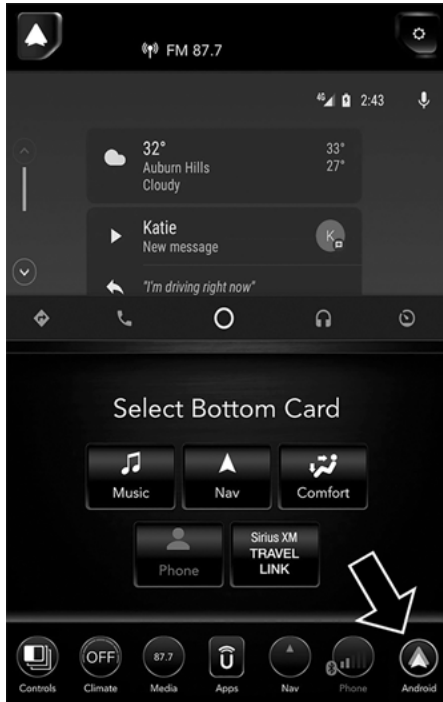 FM 87.7
4G 2:43
32°
33°
Auburn Hills
27°
Cloudy
Katie
New message
K
"I'm driving right now"
Select Bottom Card
Music
Nav
Comfort
Phone
Sirius XM
TRAVEL
LINK
OFF
87.7
Controls
Climate
Media
Apps
Nav
Phone
Android